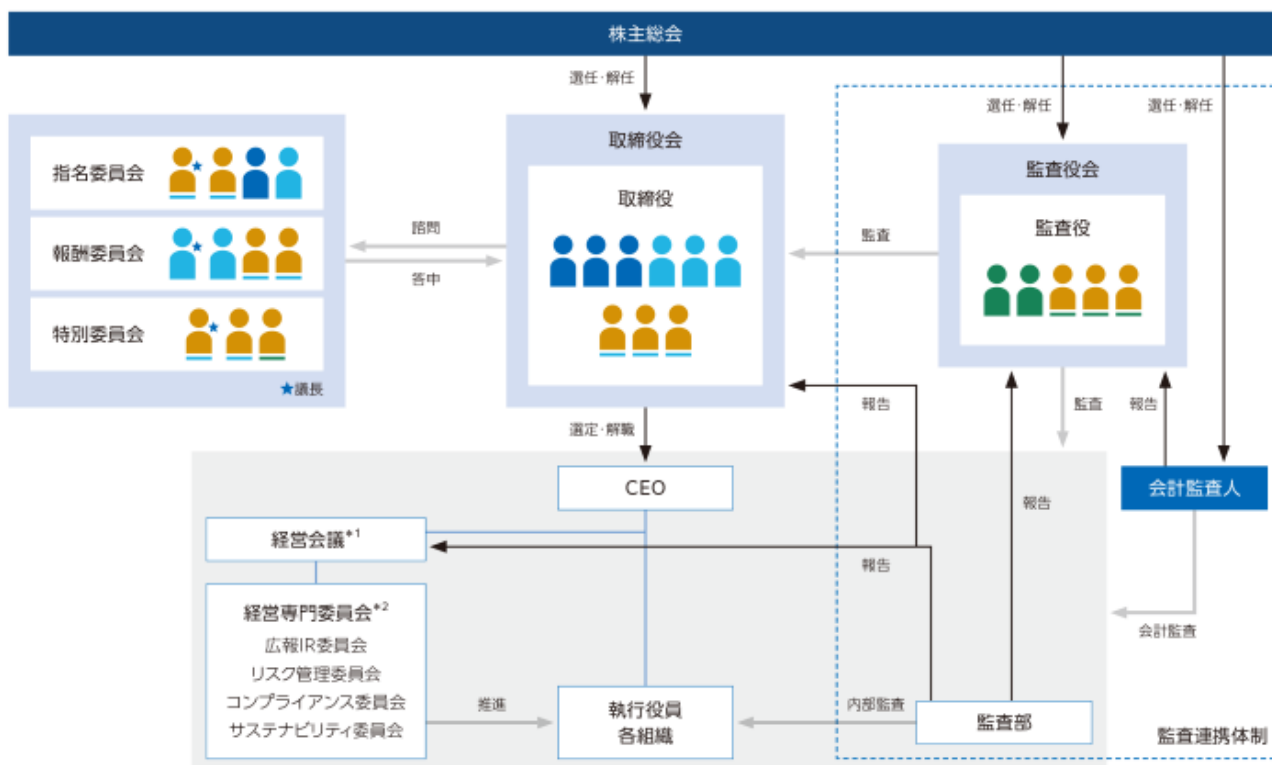 株主総会
選任・解任
選任・解任
選任・解任
指名委員会
報酬委員会
特別委員会
★議長
諮問
答申
取締役会
取締役
監査
監査役会
監査役
選定・解職
報告
監査
報告
CEO
会計監査人
経営会議*1
報告
報告
経営専門委員会*2
広報IR委員会
リスク管理委員会
コンプライアンス委員会
サステナビリティ委員会
推進
執行役員
各組織
内部監査
監査部
会計監査
監査連携体制